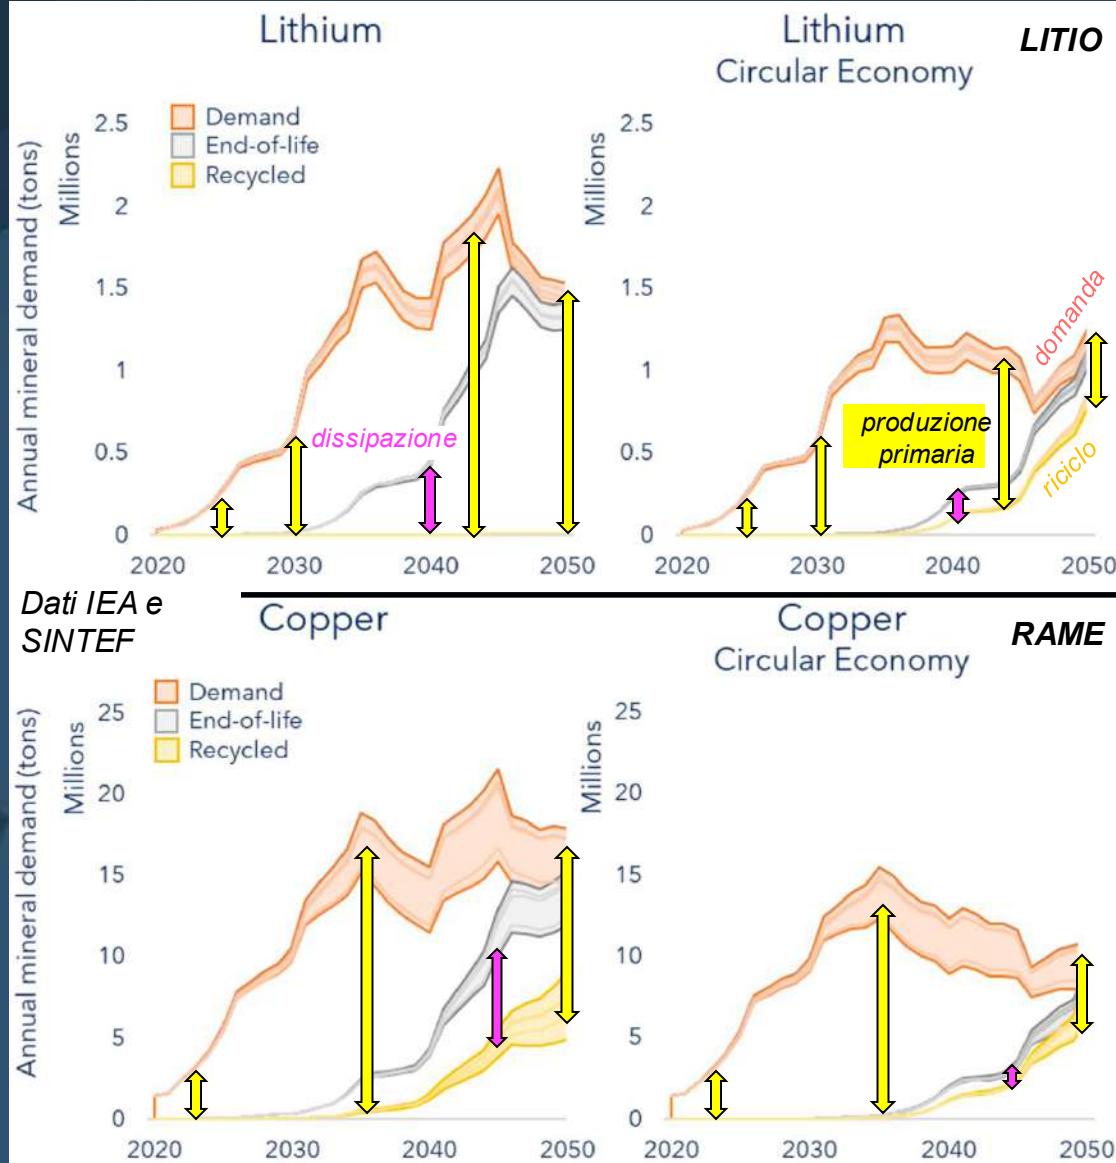 Lithium
Demand
End-of-life
Recycled
Annual mineral demand (tons)
Millions
2.5
2
1.5
1
0.5
0
dissipazione
2020
2030
2040
2050
Lithium
Circular Economy
LITIO
Millions
2.5
2
1.5
1
0.5
0
domanda
produzione
primaria
riciclo
2020
2030
2040
2050
Dati IEA e
SINTEF
Copper
Demand
End-of-life
Recycled
Annual mineral demand (tons)
Millions
25
20
15
10
5
0
2020
2030
2040
2050
Copper
Circular Economy
RAME
Millions
25
20
15
10
5
0
2020
2030
2040
2050